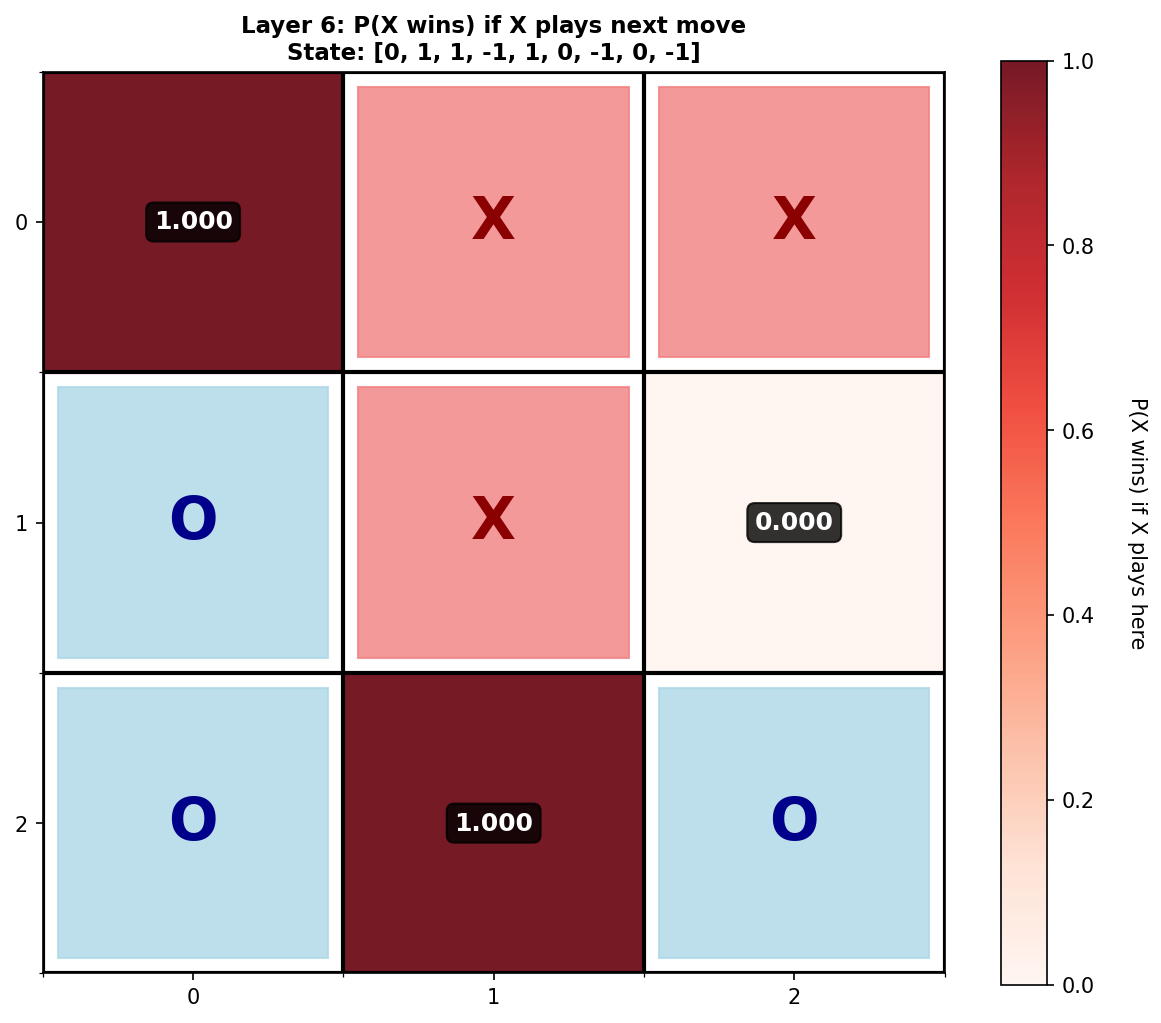 Layer 6: P(X wins) if X plays next move
State: [0, 1, 1, -1, 1, 0, -1, 0, -1]
1.000
X
X
O
X
0.000
O
1.000
O
0
1
2
0
1
2
1.0
0.8
0.6
0.4
0.2
0.0
P(X wins) if X plays here